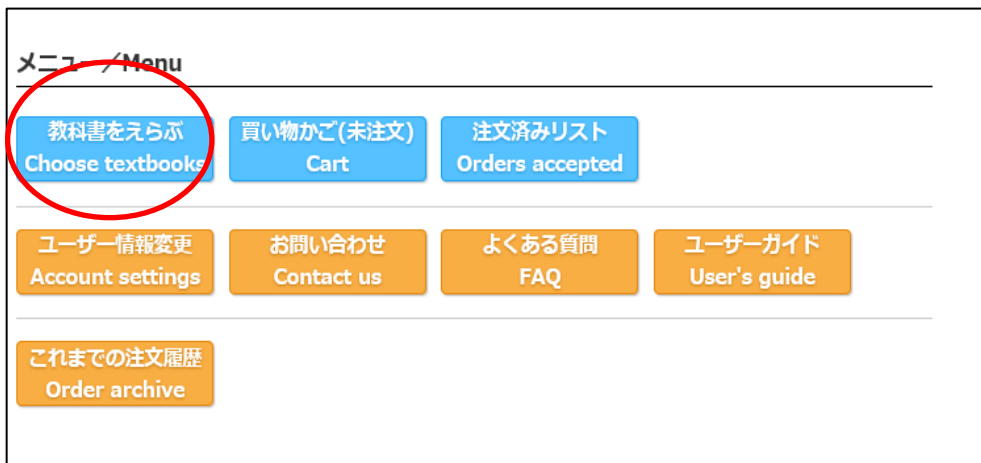 メニュー／Menu
教科書をえらぶ
Choose textbooks
買い物かご(未注文)
Cart
注文済みリスト
Orders accepted
ユーザー情報変更
Account settings
お問い合わせ
Contact us
よくある質問
FAQ
ユーザーガイド
User's guide
これまでの注文履歴
Order archive